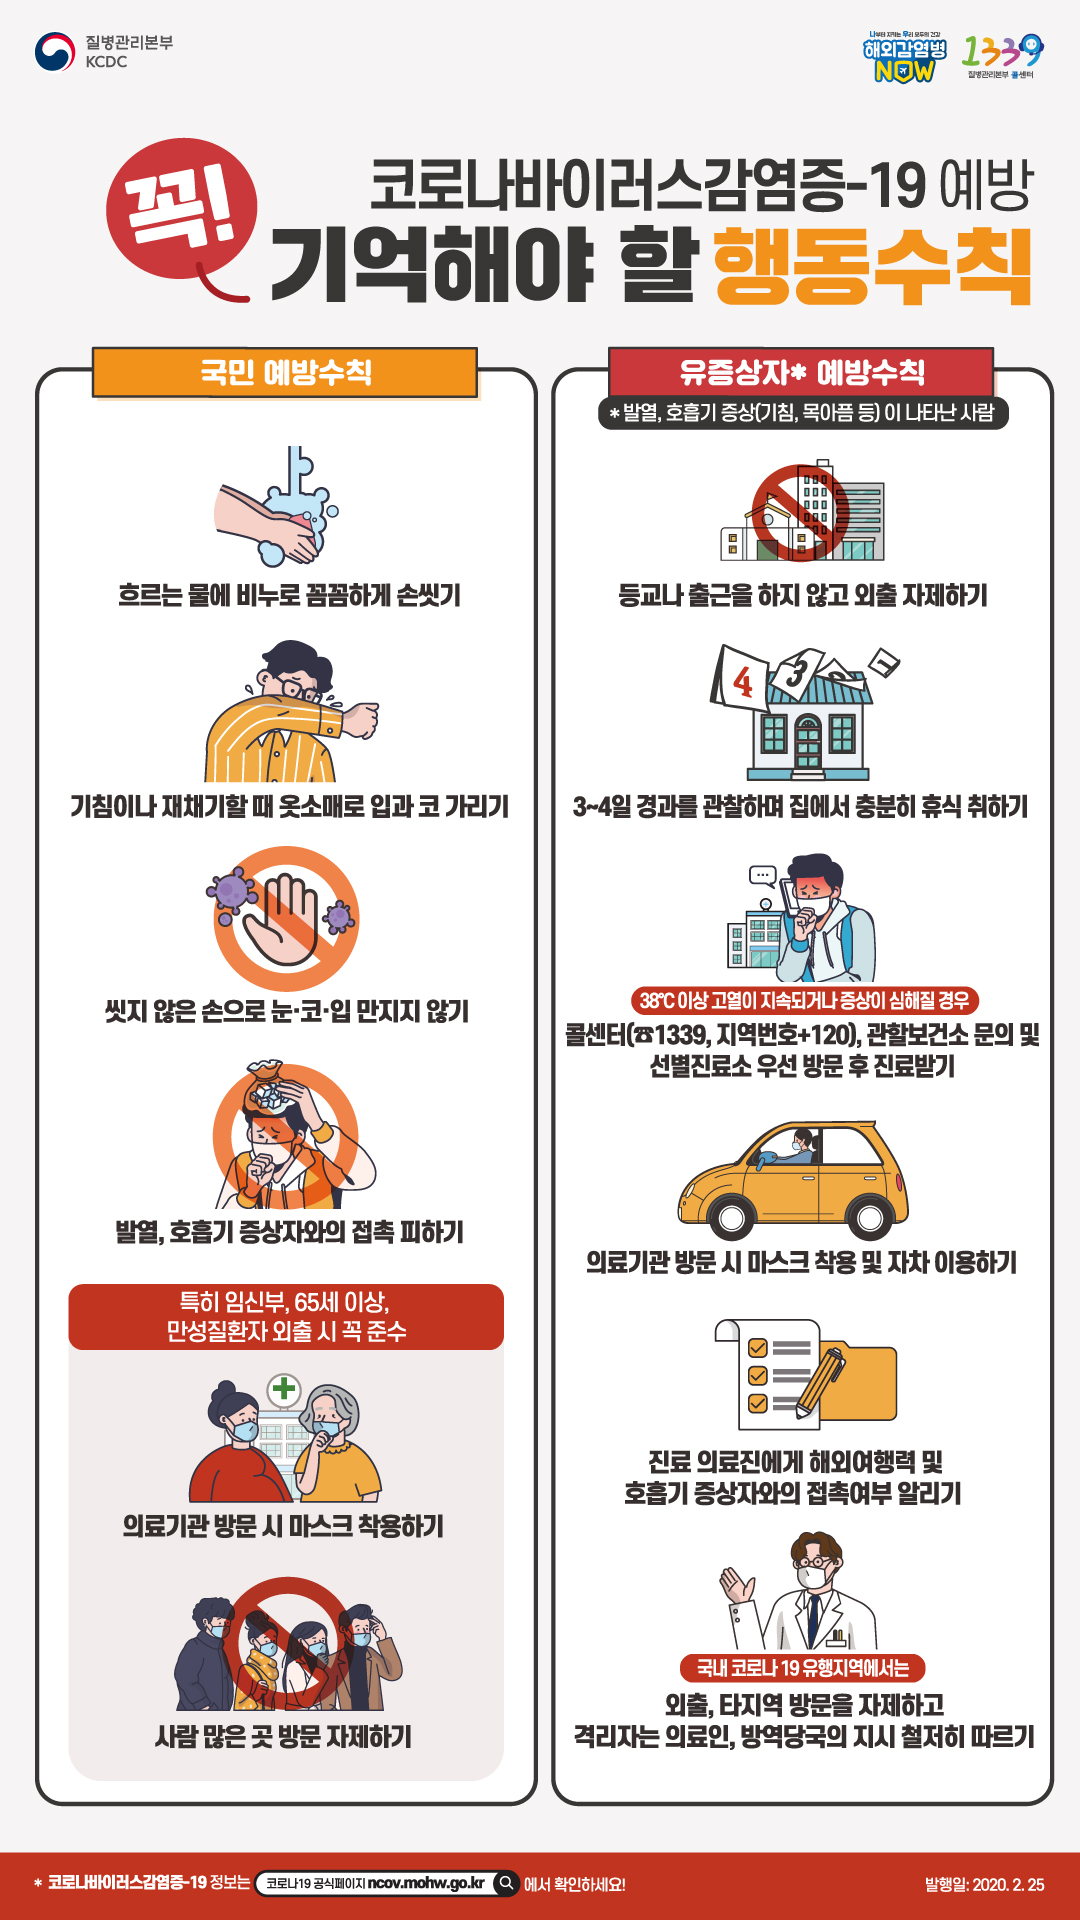 질병관리본부
KCDC
나부터 지키는 우리 모두의 건강
해외감염병
NOW
1339
질병관리본부 콜센터
꼭!
코로나바이러스감염증-19 예방
기억해야 할 행동수칙
국민 예방수칙
흐르는 물에 비누로 꼼꼼하게 손씻기
기침이나 재채기할 때 옷소매로 입과 코 가리기
씻지 않은 손으로 눈·코·입 만지지 않기
발열, 호흡기 증상자와의 접촉 피하기
특히 임신부, 65세 이상,
만성질환자 외출 시 꼭 준수
의료기관 방문 시 마스크 착용하기
사람 많은 곳 방문 자제하기
유증상자* 예방수칙
* 발열, 호흡기 증상(기침, 목아픔 등) 이 나타난 사람
등교나 출근을 하지 않고 외출 자제하기
4 3 2 1
3~4일 경과를 관찰하며 집에서 충분히 휴식 취하기
38℃ 이상 고열이 지속되거나 증상이 심해질 경우
콜센터(☎1339, 지역번호+120), 관할보건소 문의 및
선별진료소 우선 방문 후 진료받기
의료기관 방문 시 마스크 착용 및 자차 이용하기
진료 의료진에게 해외여행력 및
호흡기 증상자와의 접촉여부 알리기
국내 코로나 19 유행지역에서는
외출, 타지역 방문을 자제하고
격리자는 의료인, 방역당국의 지시 철저히 따르기
* 코로나바이러스감염증-19 정보는 코로나19 공식페이지 ncov.mohw.go.kr 에서 확인하세요!
발행일: 2020. 2. 25